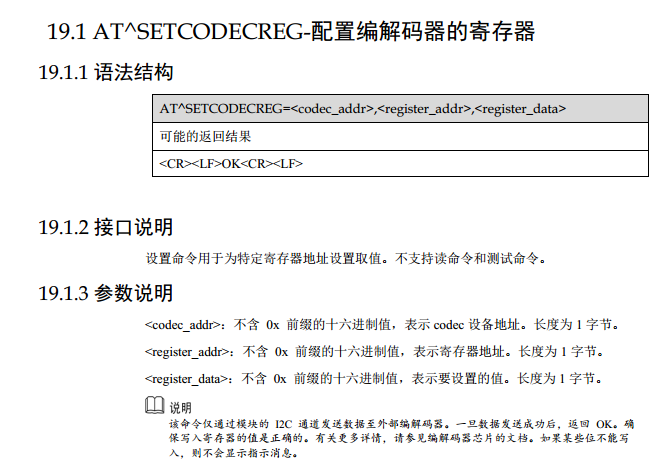 19.1 AT^SETCODECREG-配置编解码器的寄存器
19.1.1 语法结构
AT^SETCODECREG=<codec_addr>,<register_addr>,<register_data>
可能的返回结果
<CR><LF>OK<CR><LF>
19.1.2 接口说明
设置命令用于为特定寄存器地址设置取值。不支持读命令和测试命令。
19.1.3 参数说明
<codec_addr>：不含 0x 前缀的十六进制值，表示 codec 设备地址。长度为 1 字节。
<register_addr>：不含 0x 前缀的十六进制值，表示寄存器地址。长度为 1 字节。
<register_data>：不含 0x 前缀的十六进制值，表示要设置的值。长度为 1 字节。
说明
该命令仅通过模块的 I2C 通道发送数据至外部编解码器。一旦数据发送成功后，返回 OK。确
保写入寄存器的值是正确的。有关更多详情，请参见编解码器芯片的文档。如果某些位不能写
入，则不会显示指示消息。